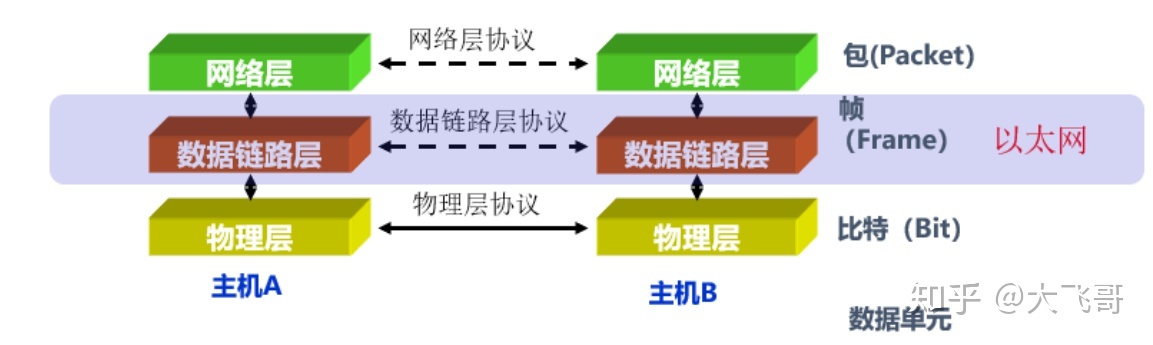 网络层协议
网络层
网络层
包(Packet)
数据链路层协议
数据链路层
数据链路层
帧
(Frame)
以太网
物理层协议
物理层
物理层
比特（Bit）
主机A
主机B
知乎 @大飞哥
数据单元